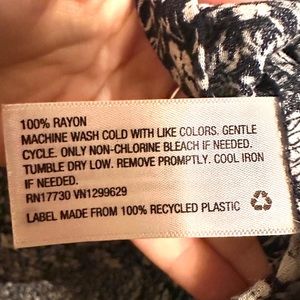 100% RAYON
MACHINE WASH COLD WITH LIKE COLORS. GENTLE
CYCLE. ONLY NON-CHLORINE BLEACH IF NEEDED.
TUMBLE DRY LOW. REMOVE PROMPTLY. COOL IRON
IF NEEDED.
RN17730 VN1299629
LABEL MADE FROM 100% RECYCLED PLASTIC